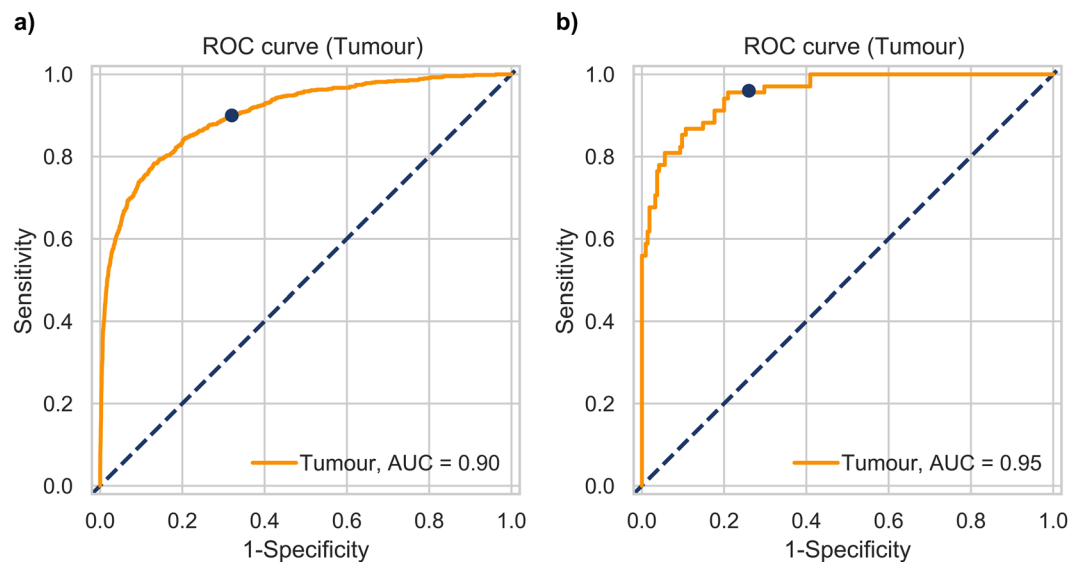 a)
ROC curve (Tumour)
Sensitivity
1.0
0.8
0.6
0.4
0.2
0.0
Tumour, AUC = 0.90
0.0 0.2 0.4 0.6 0.8 1.0
1-Specificity
b)
ROC curve (Tumour)
Sensitivity
1.0
0.8
0.6
0.4
0.2
0.0
Tumour, AUC = 0.95
0.0 0.2 0.4 0.6 0.8 1.0
1-Specificity